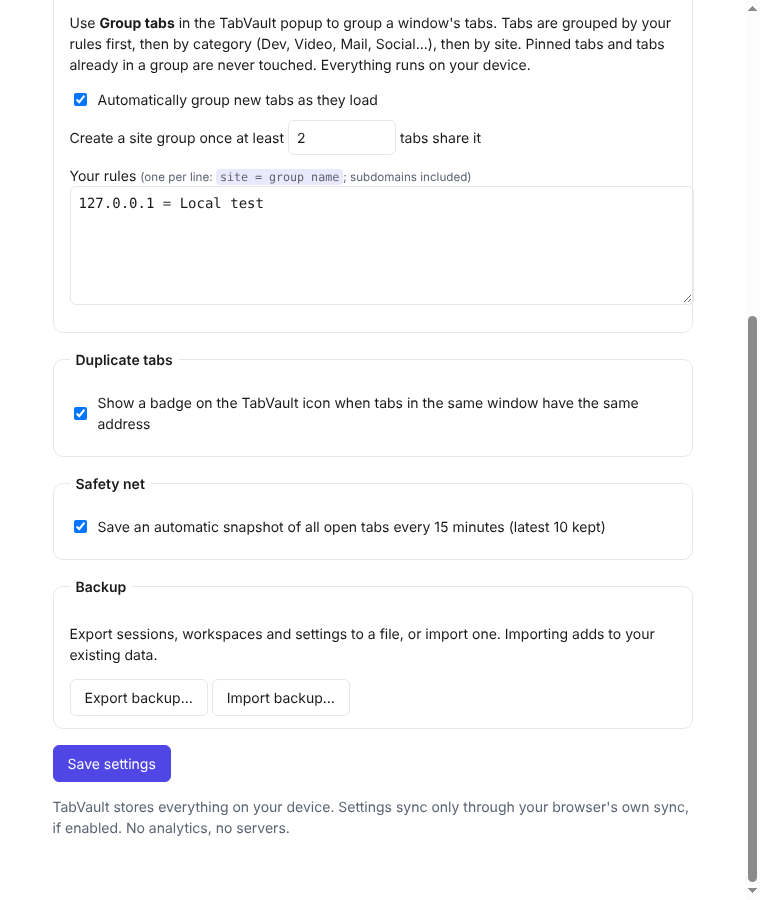 Use Group tabs in the TabVault popup to group a window's tabs. Tabs are grouped by your
rules first, then by category (Dev, Video, Mail, Social...), then by site. Pinned tabs and tabs
already in a group are never touched. Everything runs on your device.
Automatically group new tabs as they load
Create a site group once at least 2 tabs share it
Your rules (one per line: site = group name; subdomains included)
127.0.0.1 = Local test
Duplicate tabs
Show a badge on the TabVault icon when tabs in the same window have the same
address
Safety net
Save an automatic snapshot of all open tabs every 15 minutes (latest 10 kept)
Backup
Export sessions, workspaces and settings to a file, or import one. Importing adds to your
existing data.
Export backup... Import backup...
Save settings
TabVault stores everything on your device. Settings sync only through your browser's own sync,
if enabled. No analytics, no servers.